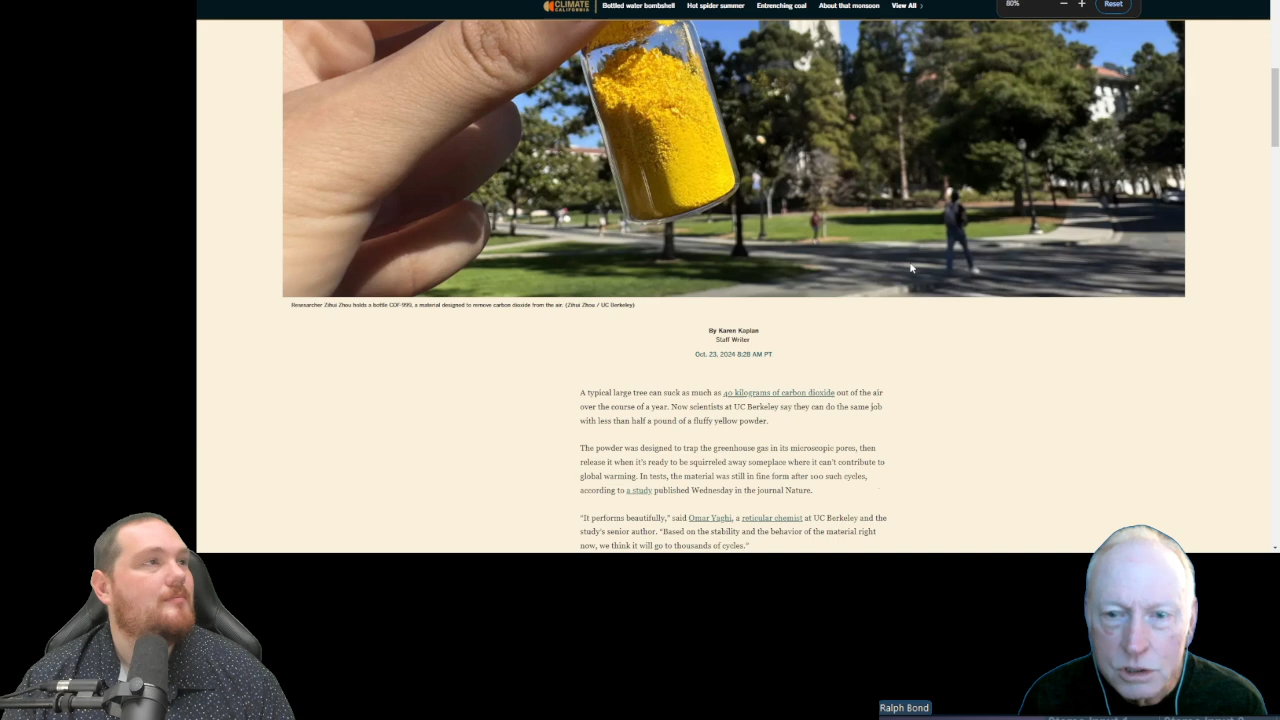 CLIMATE
CALIFORNIA
Bottled water bombshell
Hot spider summer
Entrenching coal
About that monsoon
View All
80%
Reset
Researcher Zihui Zhou holds a bottle COF-999, a material designed to remove carbon dioxide from the air. (Zihui Zhou / UC Berkeley)
By Karen Kaplan
Staff Writer
Oct. 23, 2024 8:28 AM PT
A typical large tree can suck as much as 40 kilograms of carbon dioxide out of the air
over the course of a year. Now scientists at UC Berkeley say they can do the same job
with less than half a pound of a fluffy yellow powder.
The powder was designed to trap the greenhouse gas in its microscopic pores, then
release it when it's ready to be squirreled away someplace where it can't contribute to
global warming. In tests, the material was still in fine form after 100 such cycles,
according to a study published Wednesday in the journal Nature.
"It performs beautifully," said Omar Yaghi, a reticular chemist at UC Berkeley and the
study's senior author. "Based on the stability and the behavior of the material right
now, we think it will go to thousands of cycles."
Ralph Bond